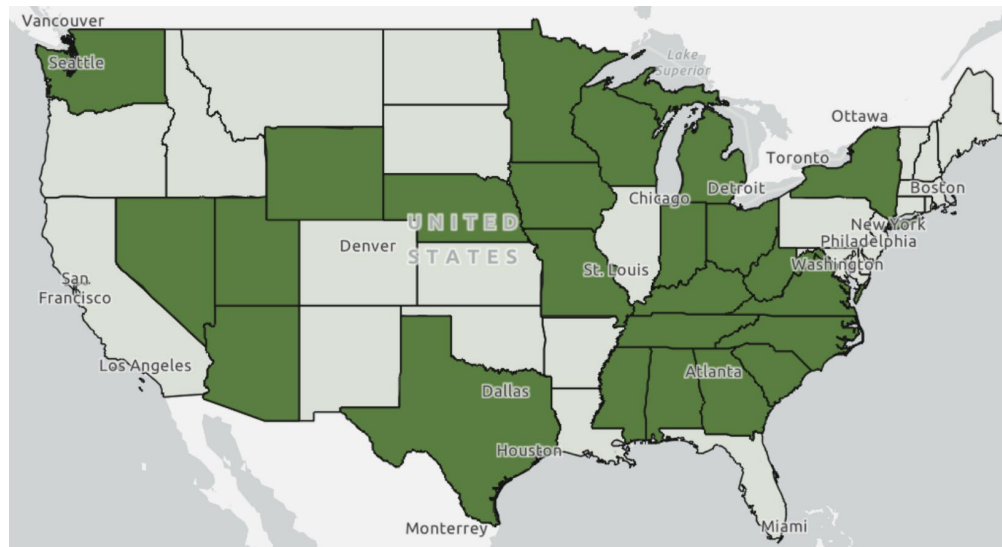 Vancouver
Seattle
Lake
Superior
Ottawa
Toronto
Boston
Detroit
Chicago
New York
Philadelphia
Washington
UNITED
STATES
Denver
St. Louis
San
Francisco
Los Angeles
Atlanta
Dallas
Houston
Monterrey
Miami